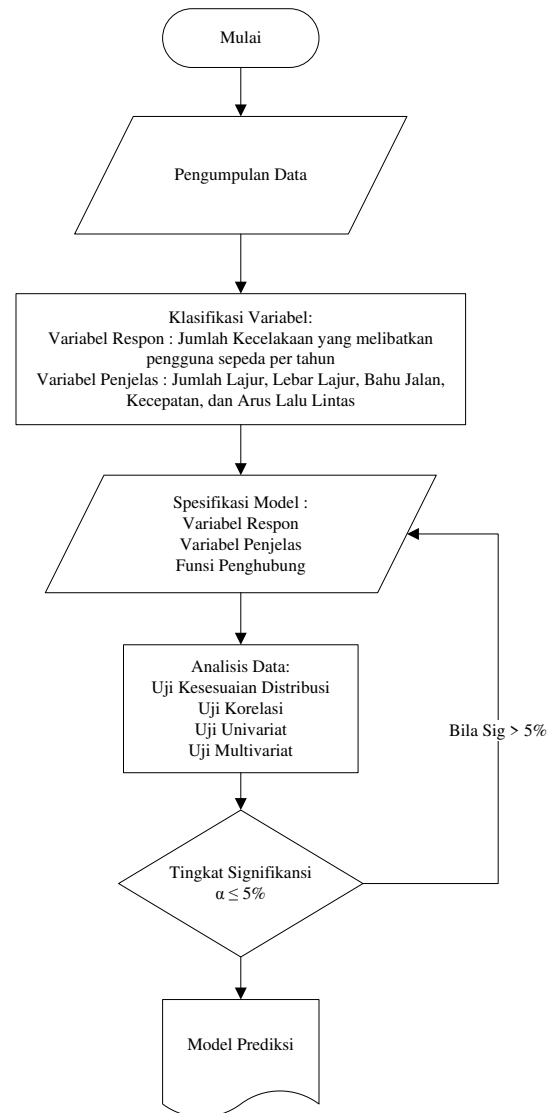 Mulai
Pengumpulan Data
Klasifikasi Variabel:
Variabel Respon : Jumlah Kecelakaan yang melibatkan
pengguna sepeda per tahun
Variabel Penjelas : Jumlah Lajur, Lebar Lajur, Bahu Jalan,
Kecepatan, dan Arus Lalu Lintas
Spesifikasi Model :
Variabel Respon
Variabel Penjelas
Funsi Penghubung
Analisis Data:
Uji Kesesuaian Distribusi
Uji Korelasi
Uji Univariat
Uji Multivariat
Bila Sig > 5%
Tingkat Signifikansi
α ≤ 5%
Model Prediksi